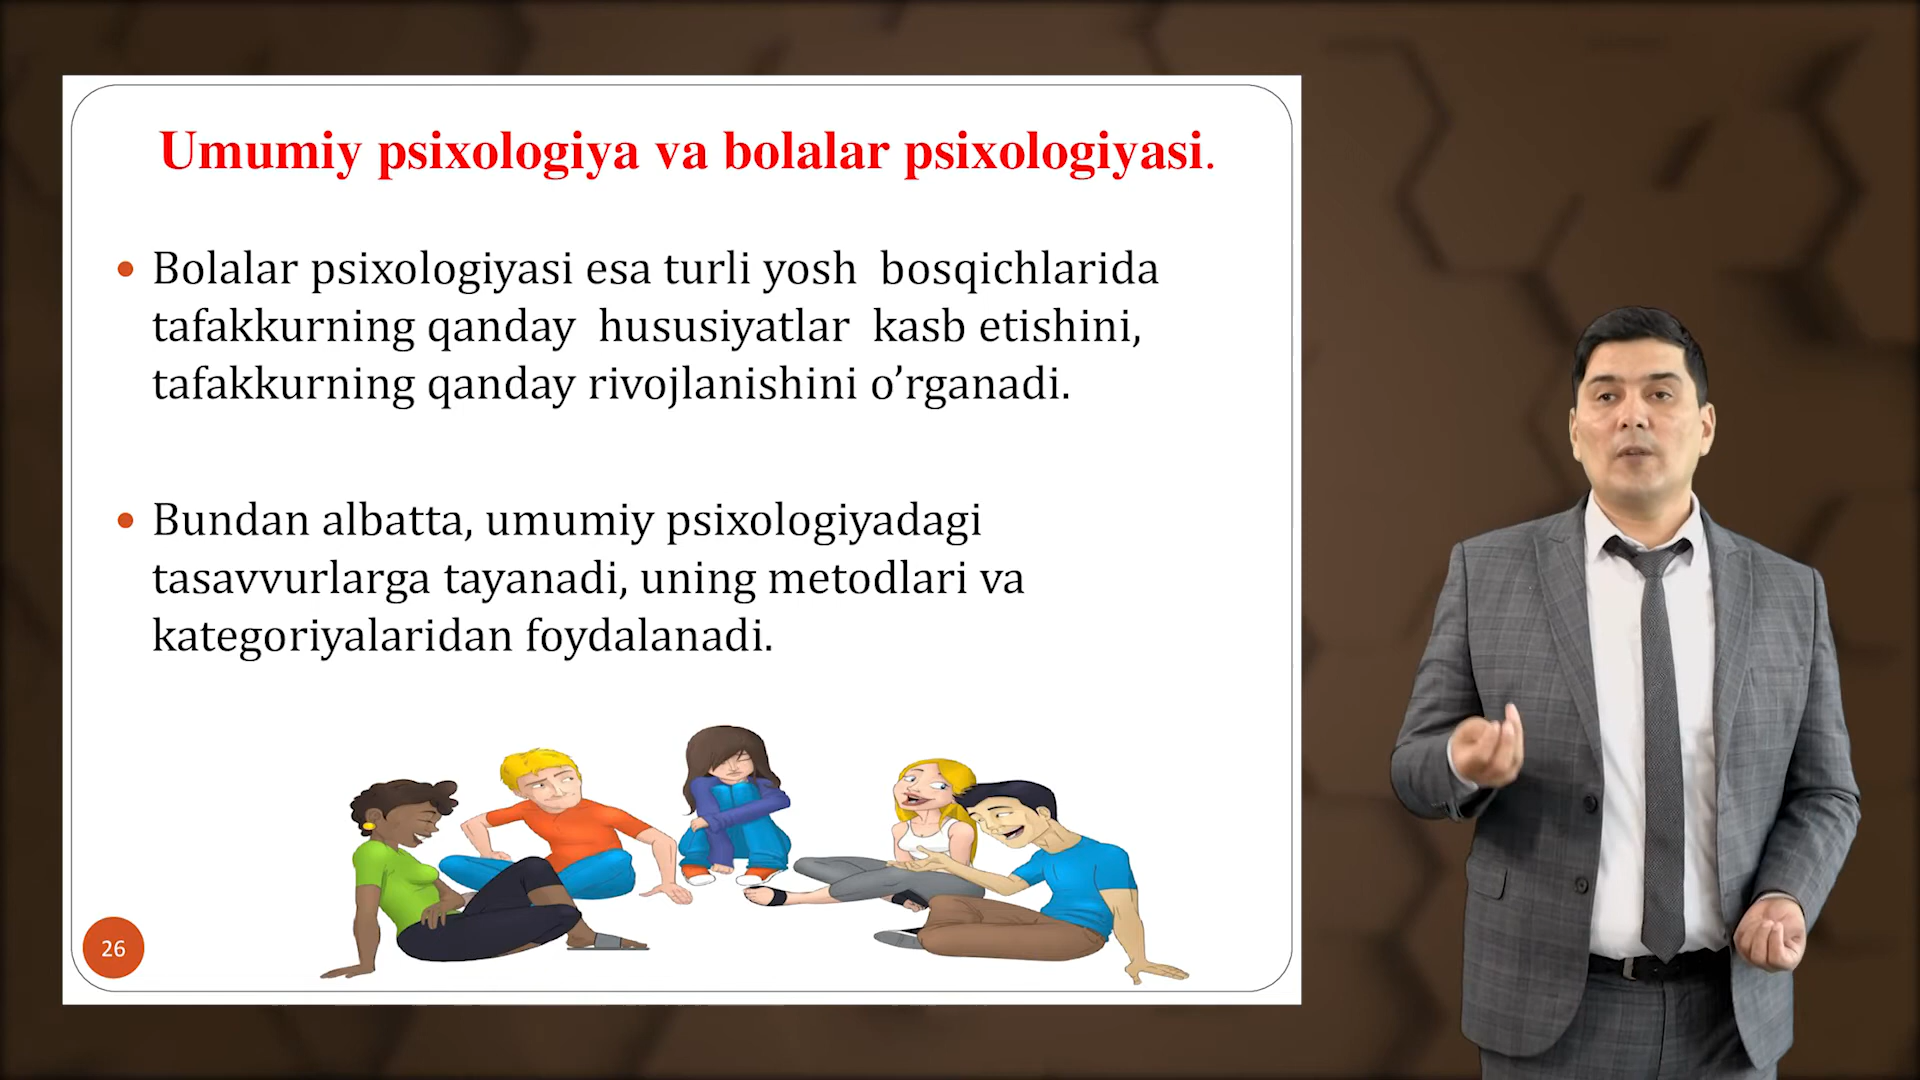 Umumiy psixologiya va bolalar psixologiyasi.
• Bolalar psixologiyasi esa turli yosh bosqichlarida
tafakkurning qanday hususiyatlar kasb etishini,
tafakkurning qanday rivojlanishini o’rganadi.
• Bundan albatta, umumiy psixologiyadagi
tasavvurlarga tayanadi, uning metodlari va
kategoriyalaridan foydalanadi.
26